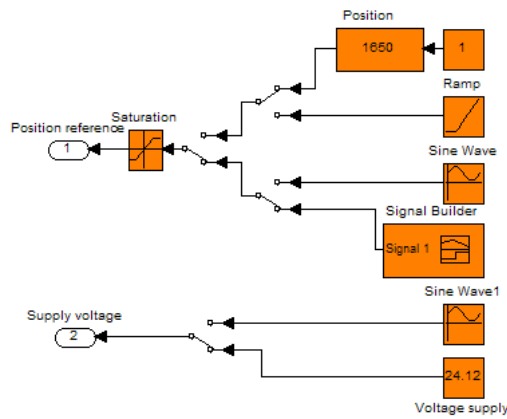 Position
1650
1
Ramp
Saturation
Position reference
1
Sine Wave
Signal Builder
Signal 1
Sine Wave1
Supply voltage
2
24.12
Voltage supply